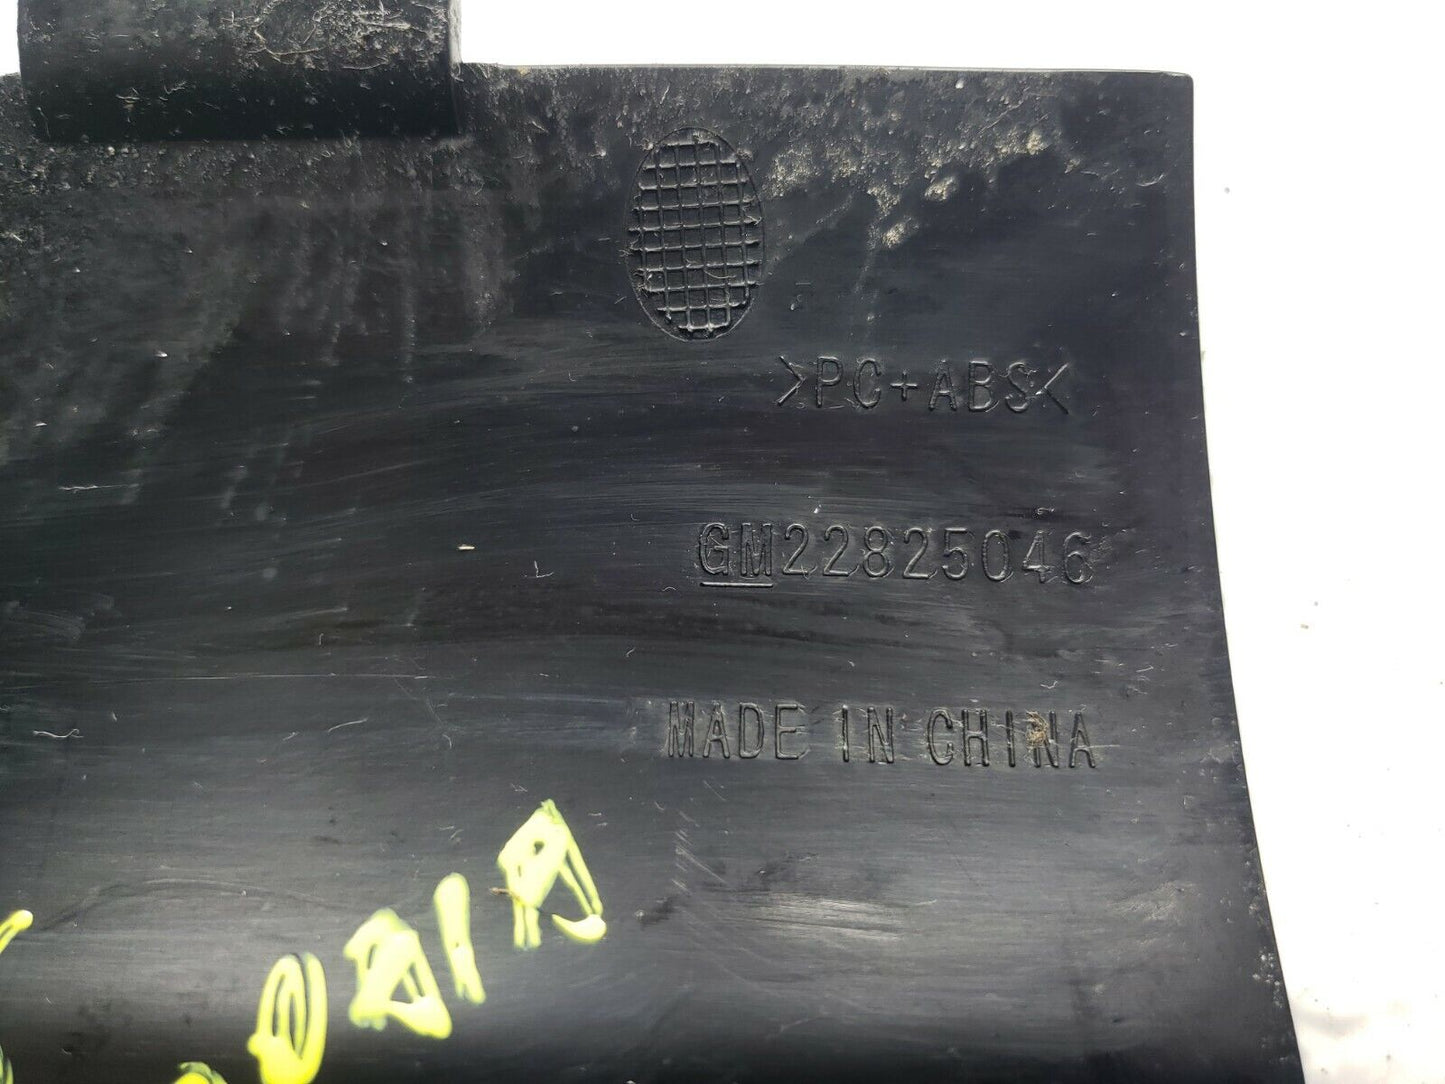 >PC+ABS<
GM22825046
MADE IN CHINA